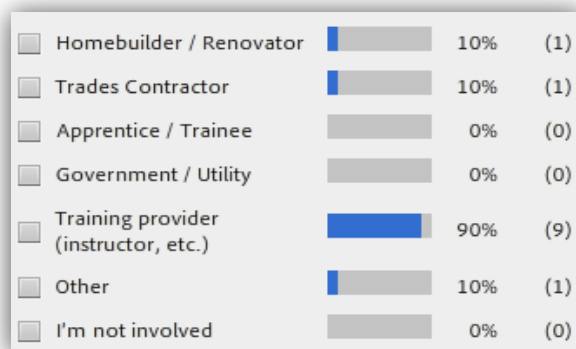 Homebuilder / Renovator 10% (1)
Trades Contractor 10% (1)
Apprentice / Trainee 0% (0)
Government / Utility 0% (0)
Training provider
(instructor, etc.) 90% (9)
Other 10% (1)
I'm not involved 0% (0)